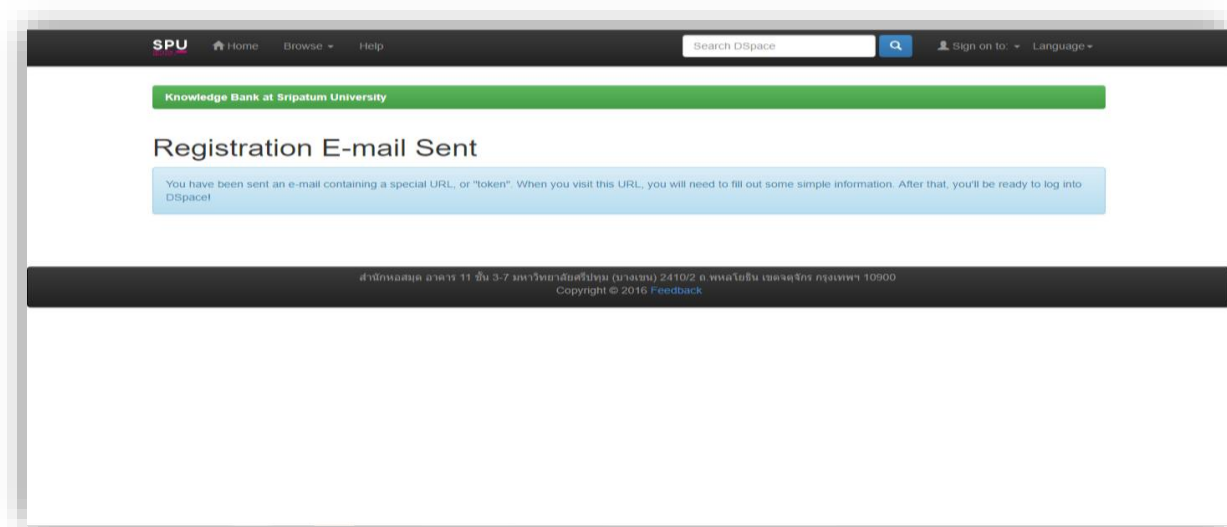 SPU Home Browse Help Search DSpace Sign on to: Language
Knowledge Bank at Sripatum University
Registration E-mail Sent
You have been sent an e-mail containing a special URL, or "token". When you visit this URL, you will need to fill out some simple information. After that, you'll be ready to log into
DSpace!
สำนักหอสมุด อาคาร 11 ชั้น 3-7 มหาวิทยาลัยศรีปทุม (บางเขน) 2410/2 ถ.พหลโยธิน เขตจตุจักร กรุงเทพฯ 10900
Copyright © 2016 Feedback